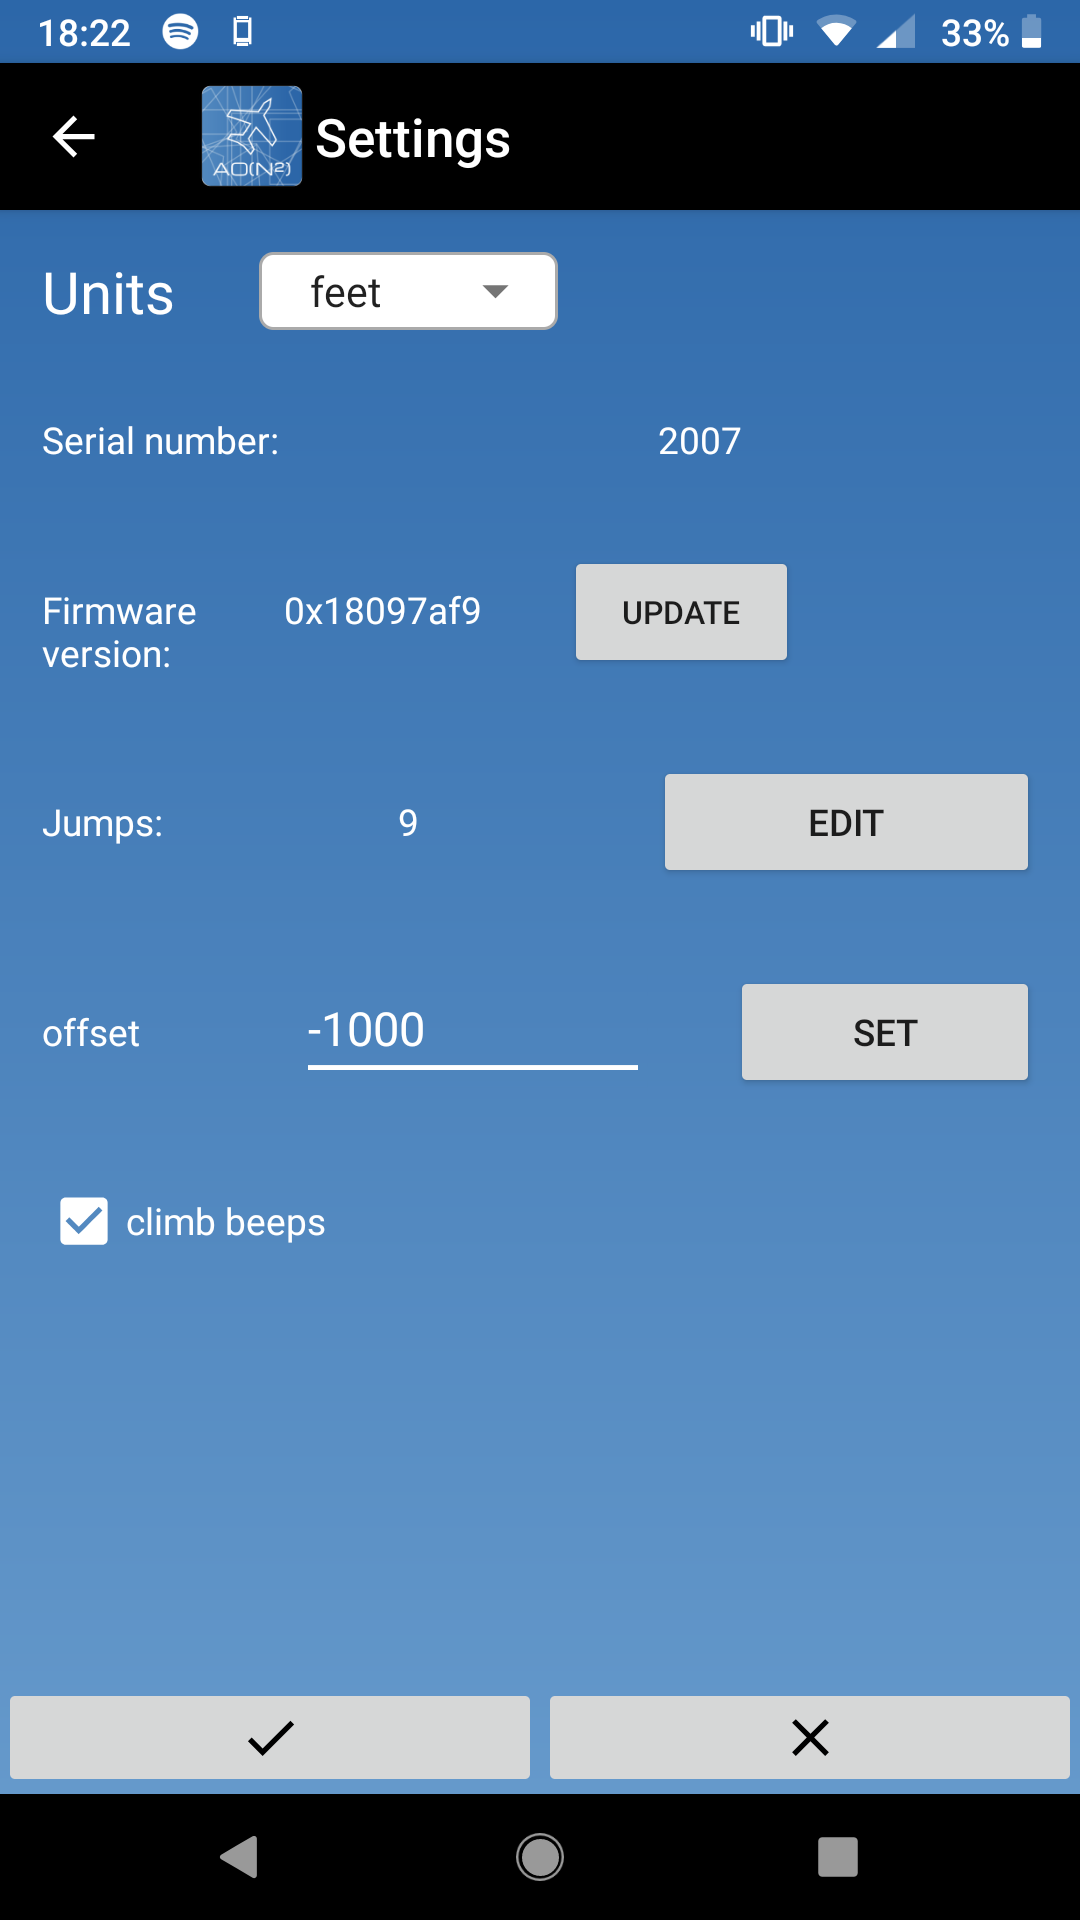 18:22 33%
AO(N²) Settings
Units feet
Serial number: 2007
Firmware version: 0x18097af9 UPDATE
Jumps: 9 EDIT
offset -1000 SET
climb beeps